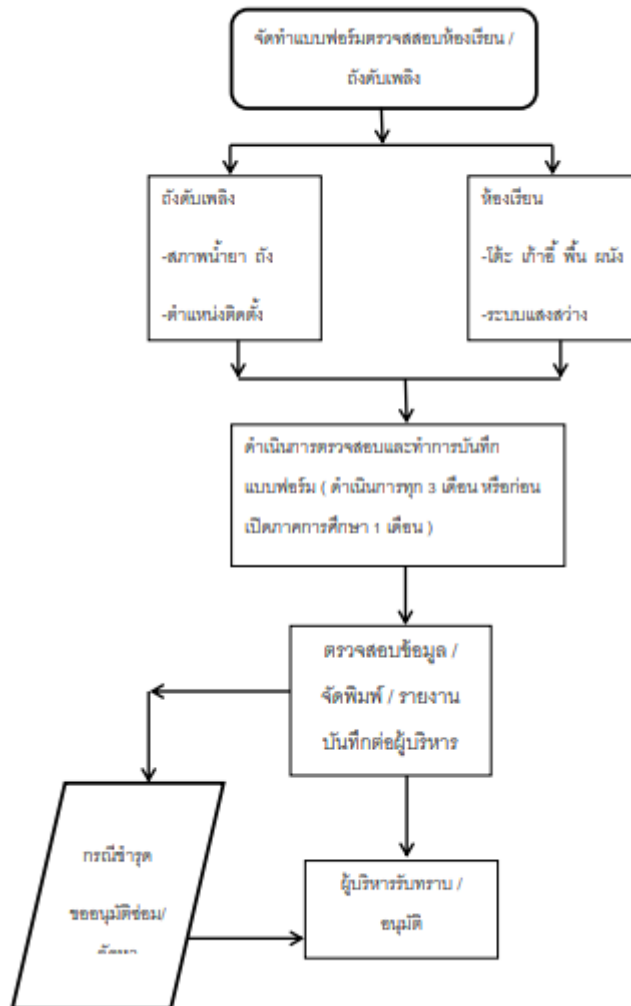 จัดทำแบบฟอร์มตรวจสสอบห้องเรียน /
ถังดับเพลิง
ถังดับเพลิง
-สภาพน้ำยา ถัง
-ตำแหน่งติดตั้ง
ห้องเรียน
-โต๊ะ เก้าอี้ พื้น ผนัง
-ระบบแสงสว่าง
ดำเนินการตรวจสอบและทำการบันทึก
แบบฟอร์ม ( ดำเนินการทุก 3 เดือน หรือก่อน
เปิดภาคการศึกษา 1 เดือน )
ตรวจสอบข้อมูล /
จัดพิมพ์ / รายงาน
บันทึกต่อผู้บริหาร
กรณีชำรุด
ขออนุมัติซ่อม/
ผู้บริหารรับทราบ /
อนุมัติ